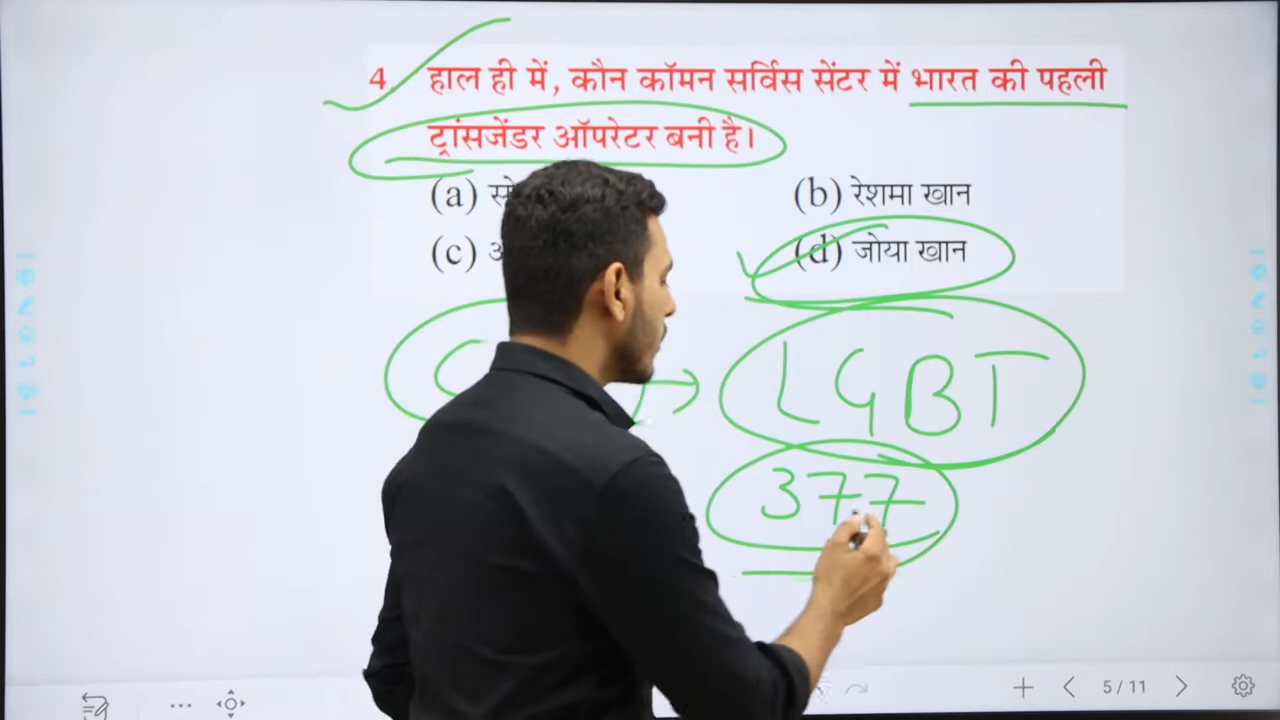 4 हाल ही में, कौन कॉमन सर्विस सेंटर में भारत की पहली
ट्रांसजेंडर ऑपरेटर बनी है।
(a)
(b) रेशमा खान
(c)
(d) जोया खान
LGBT
377
5 / 11